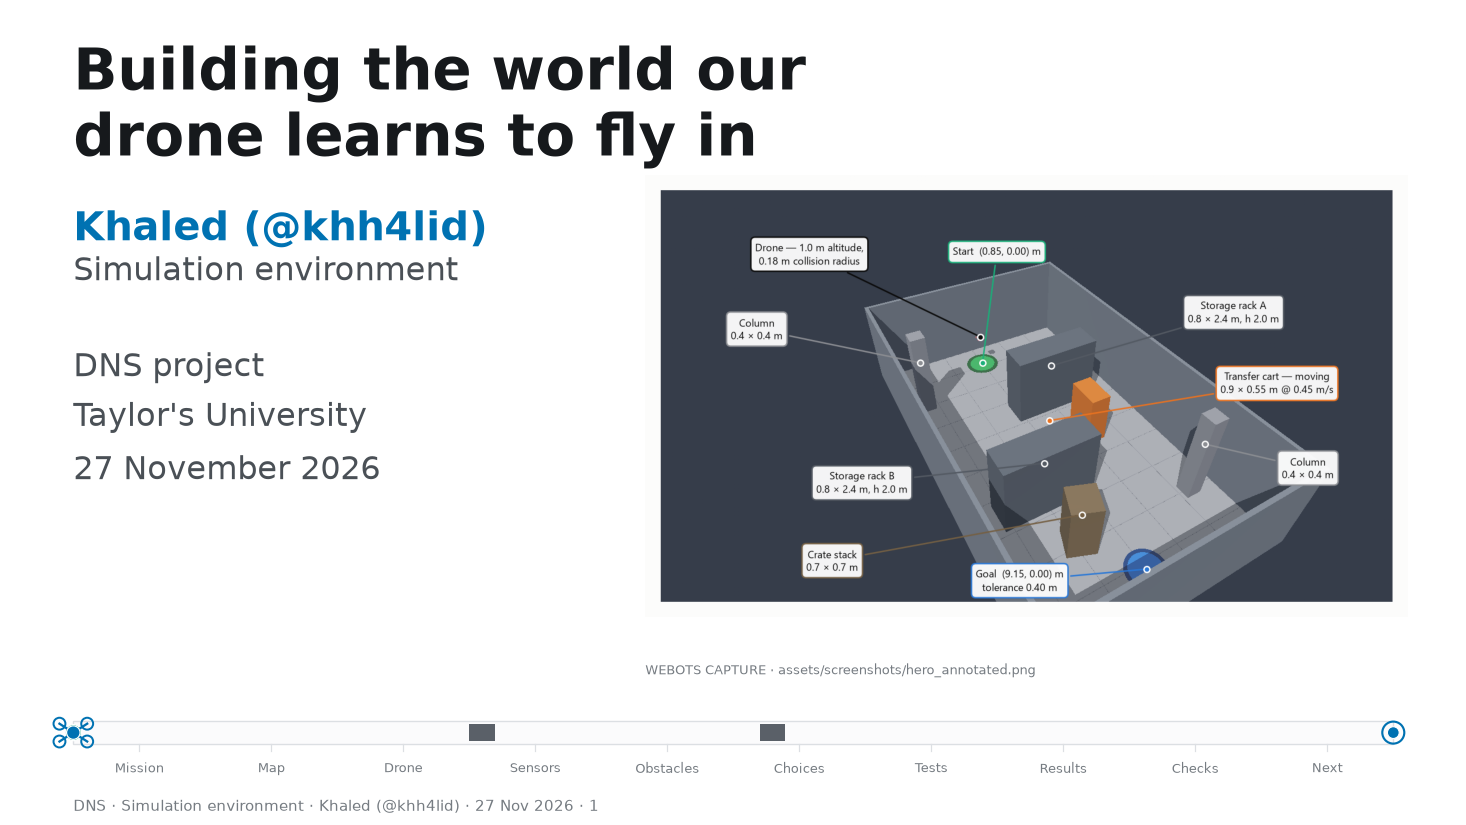 Building the world our
drone learns to fly in
Khaled (@khh4lid)
Simulation environment
DNS project
Taylor's University
27 November 2026
Drone — 1.0 m altitude,
0.18 m collision radius
Start (0.85, 0.00) m
Storage rack A
0.8 × 2.4 m, h 2.0 m
Column
0.4 × 0.4 m
Transfer cart — moving
0.9 × 0.55 m @ 0.45 m/s
Column
0.4 × 0.4 m
Storage rack B
0.8 × 2.4 m, h 2.0 m
Crate stack
0.7 × 0.7 m
Goal (9.15, 0.00) m
tolerance 0.40 m
WEBOTS CAPTURE · assets/screenshots/hero_annotated.png
Mission Map Drone Sensors Obstacles Choices Tests Results Checks Next
DNS · Simulation environment · Khaled (@khh4lid) · 27 Nov 2026 · 1